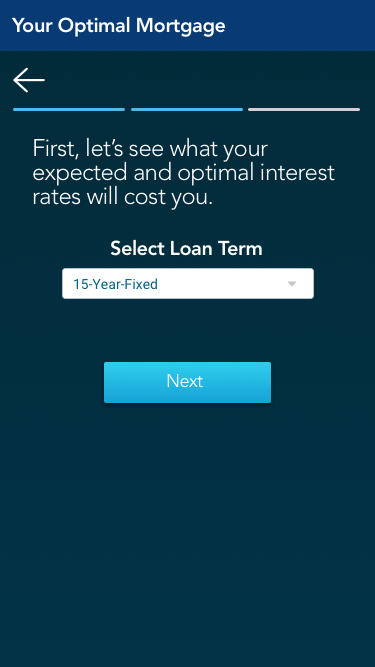 Your Optimal Mortgage
First, let’s see what your
expected and optimal interest
rates will cost you.
Select Loan Term
15-Year-Fixed
Next